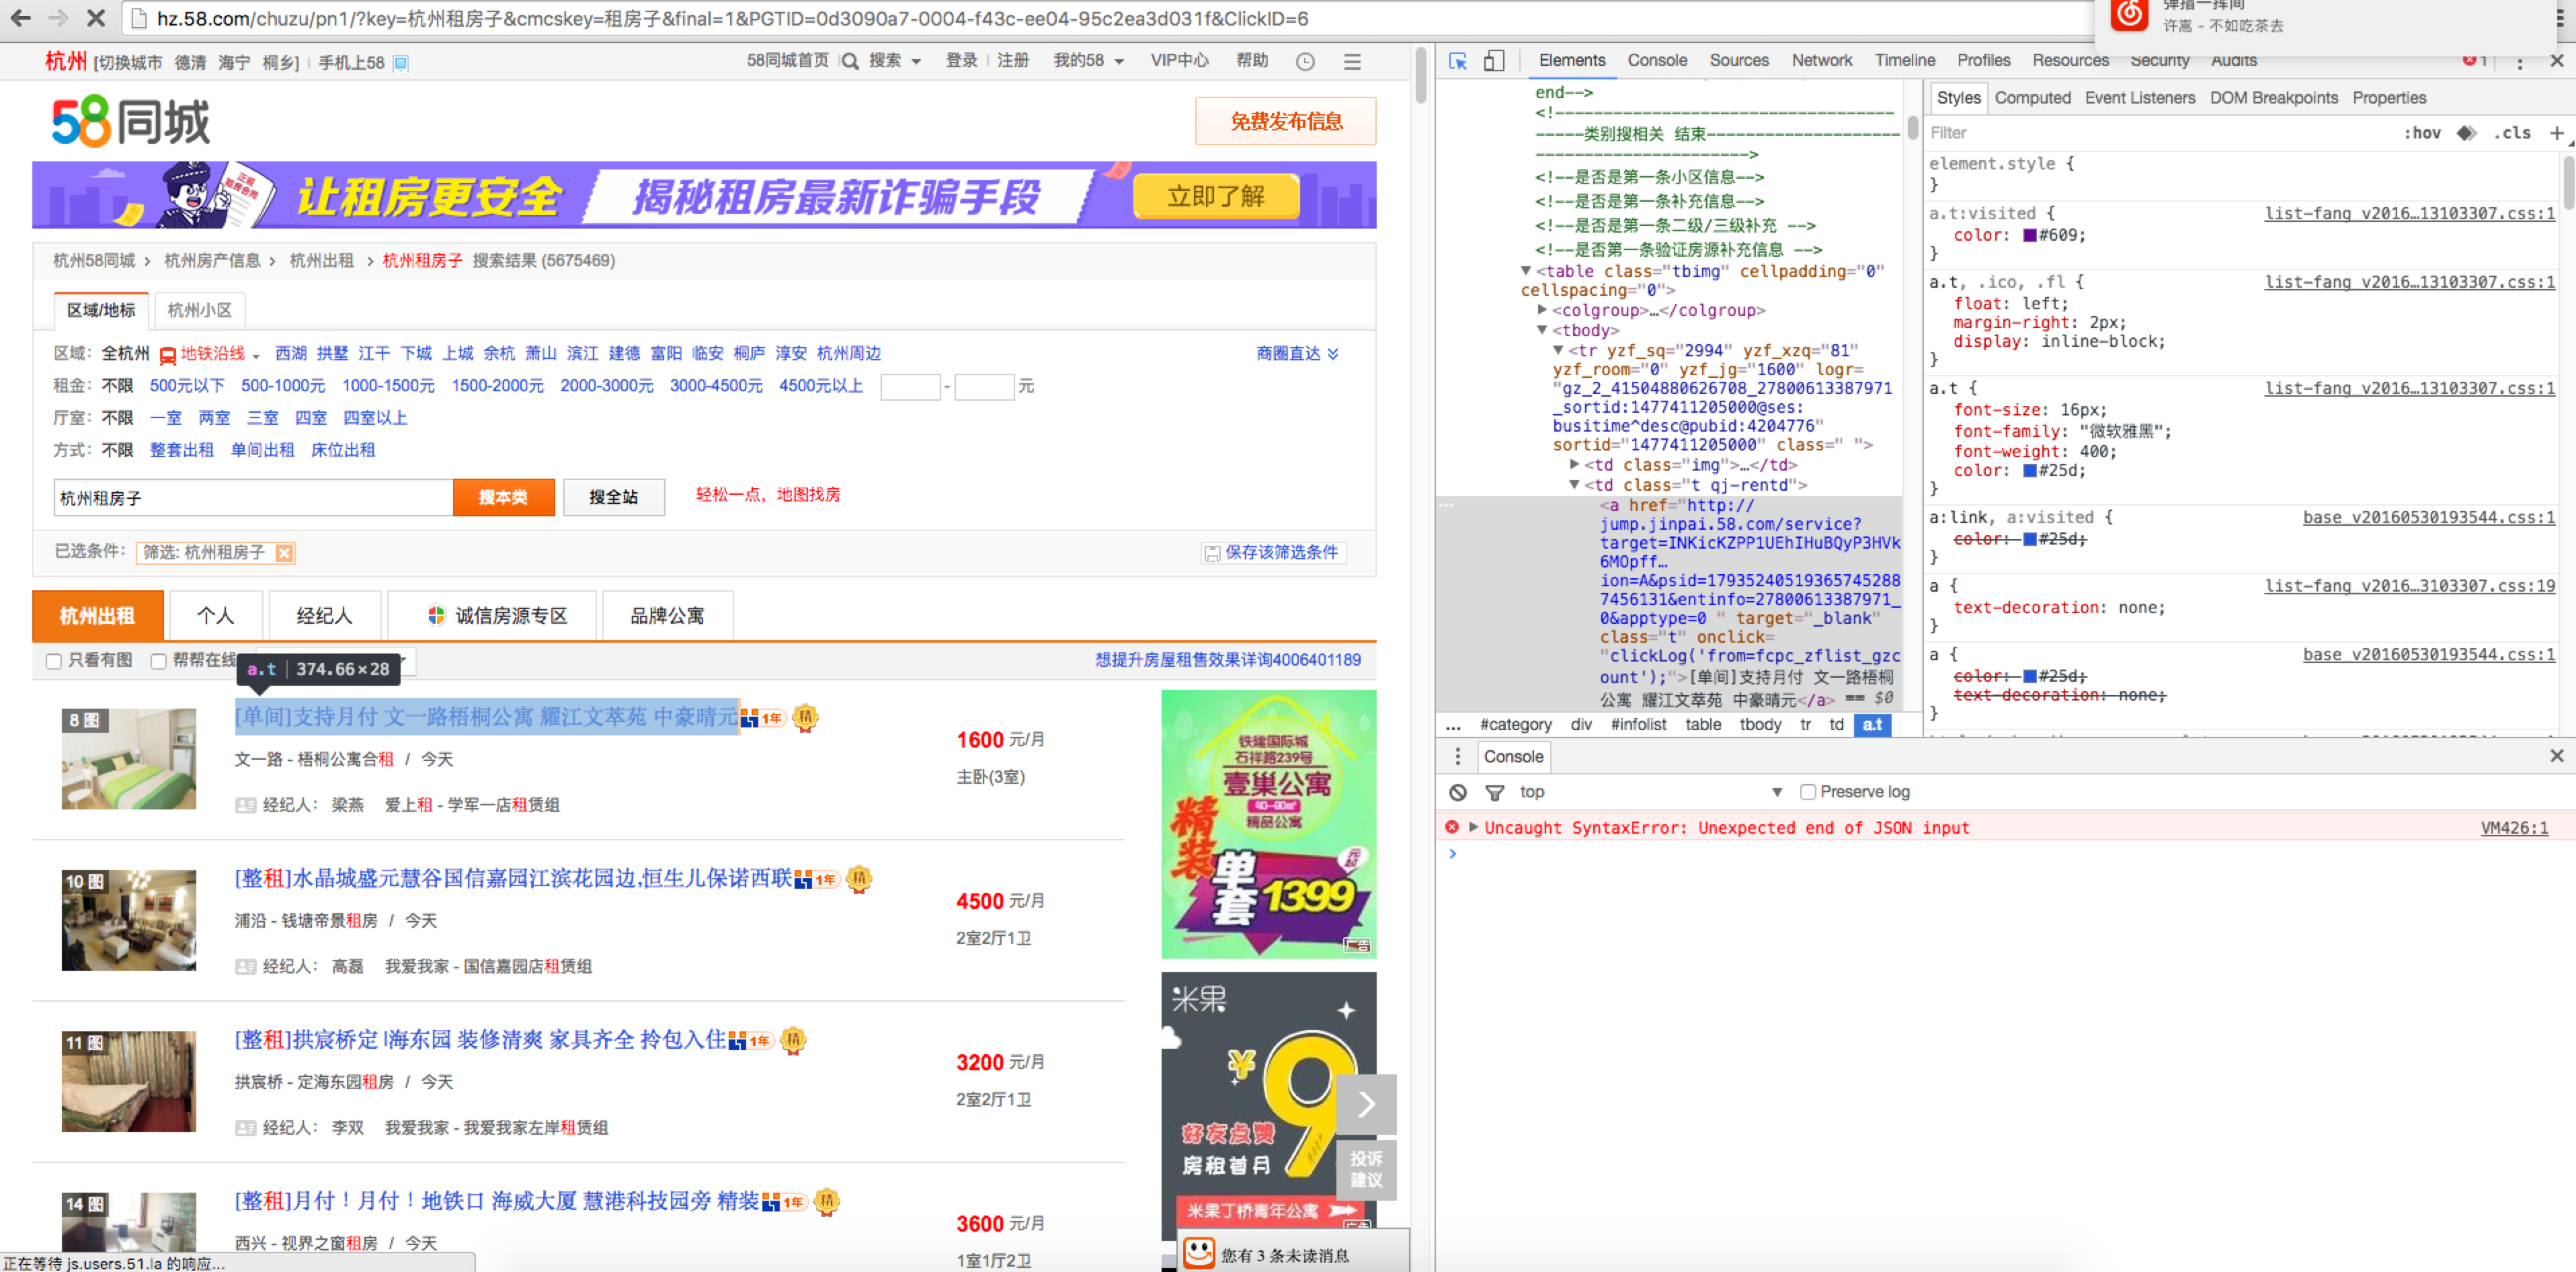 hz.58.com/chuzu/pn1/?key=杭州租房子&cmcskey=租房子&final=1&PGTID=0d3090a7-0004-f43c-ee04-95c2ea3d031f&ClickID=6
弹指一挥间
许嵩 - 不如吃茶去
杭州 [切换城市 德清 海宁 桐乡] 手机上58
58同城首页 搜索 登录 注册 我的58 VIP中心 帮助
58同城
免费发布信息
让租房更安全 揭秘租房最新诈骗手段 立即了解
杭州58同城 > 杭州房产信息 > 杭州出租 > 杭州租房子 搜索结果 (5675469)
区域/地标 杭州小区
区域: 全杭州 地铁沿线 西湖 拱墅 江干 下城 上城 余杭 萧山 滨江 建德 富阳 临安 桐庐 淳安 杭州周边 商圈直达
租金: 不限 500元以下 500-1000元 1000-1500元 1500-2000元 2000-3000元 3000-4500元 4500元以上 - 元
厅室: 不限 一室 两室 三室 四室 四室以上
方式: 不限 整套出租 单间出租 床位出租
杭州租房子 搜本类 搜全站 轻松一点，地图找房
已选条件: 筛选: 杭州租房子 保存该筛选条件
杭州出租 个人 经纪人 诚信房源专区 品牌公寓
只看有图 帮帮在线 想提升房屋租售效果详询4006401189
a.t 374.66×28
8 图
[单间]支持月付 文一路梧桐公寓 耀江文萃苑 中豪晴元 1年 精
文一路 - 梧桐公寓合租 / 今天
经纪人: 梁燕 爱上租 - 学军一店租赁组
1600 元/月
主卧(3室)
10 图
[整租]水晶城盛元慧谷国信嘉园江滨花园边,恒生儿保诺西联 1年 精
浦沿 - 钱塘帝景租房 / 今天
经纪人: 高磊 我爱我家 - 国信嘉园店租赁组
4500 元/月
2室2厅1卫
11 图
[整租]拱宸桥定 l海东园 装修清爽 家具齐全 拎包入住 1年 精
拱宸桥 - 定海东园租房 / 今天
经纪人: 李双 我爱我家 - 我爱我家左岸租赁组
3200 元/月
2室2厅1卫
14 图
[整租]月付！月付！地铁口 海威大厦 慧港科技园旁 精装 1年 精
西兴 - 视界之窗租房 / 今天
3600 元/月
1室1厅2卫
铁建国际城
石祥路239号
壹巢公寓
40-90㎡
精品公寓
精装
单套1399
元起
广告
米果
¥9
好友点赞
房租首月
米果丁桥青年公寓
广告
投诉
建议
您有 3 条未读消息
正在等待 js.users.51.la 的响应...
Elements Console Sources Network Timeline Profiles Resources Security Audits 1
end-->
<!-----------------------------------
------类别搜相关 结束----------------------
------------------------>
<!--是否是第一条小区信息-->
<!--是否是第一条补充信息-->
<!--是否是第一条二级/三级补充 -->
<!--是否第一条验证房源补充信息 -->
<table class="tbimg" cellpadding="0"
cellspacing="0">
<colgroup>…</colgroup>
<tbody>
<tr yzf_sq="2994" yzf_xzq="81"
yzf_room="0" yzf_jg="1600" logr=
"gz_2_41504880626708_27800613387971
_sortid:1477411205000@ses:
busitime^desc@pubid:4204776"
sortid="1477411205000" class=" ">
<td class="img">…</td>
<td class="t qj-rentd">
<a href="http://
jump.jinpai.58.com/service?
target=INKicKZPP1UEhIHuBQyP3HVk
6MOpff…
ion=A&psid=17935240519365745288
7456131&entinfo=27800613387971_
0&apptype=0 " target="_blank"
class="t" onclick=
"clickLog('from=fcpc_zflist_gzc
ount');">[单间]支持月付 文一路梧桐
公寓 耀江文萃苑 中豪晴元</a> == $0
... #category div #infolist table tbody tr td a.t
Styles Computed Event Listeners DOM Breakpoints Properties
Filter :hov .cls +
element.style {
}
a.t:visited { list-fang_v2016…13103307.css:1
color: #609;
}
a.t, .ico, .fl { list-fang_v2016…13103307.css:1
float: left;
margin-right: 2px;
display: inline-block;
}
a.t { list-fang_v2016…13103307.css:1
font-size: 16px;
font-family: "微软雅黑";
font-weight: 400;
color: #25d;
}
a:link, a:visited { base_v20160530193544.css:1
color: #25d;
}
a { list-fang_v2016…3103307.css:19
text-decoration: none;
}
a { base_v20160530193544.css:1
color: #25d;
text-decoration: none;
}
Console
top Preserve log
Uncaught SyntaxError: Unexpected end of JSON input VM426:1